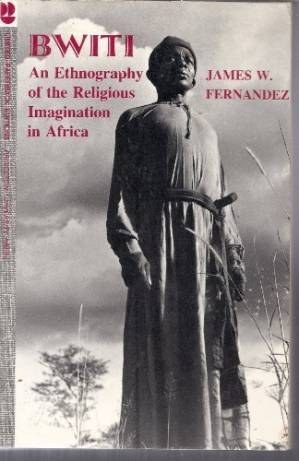 BWITI
An Ethnography
of the Religious
Imagination
in Africa
JAMES W.
FERNANDEZ